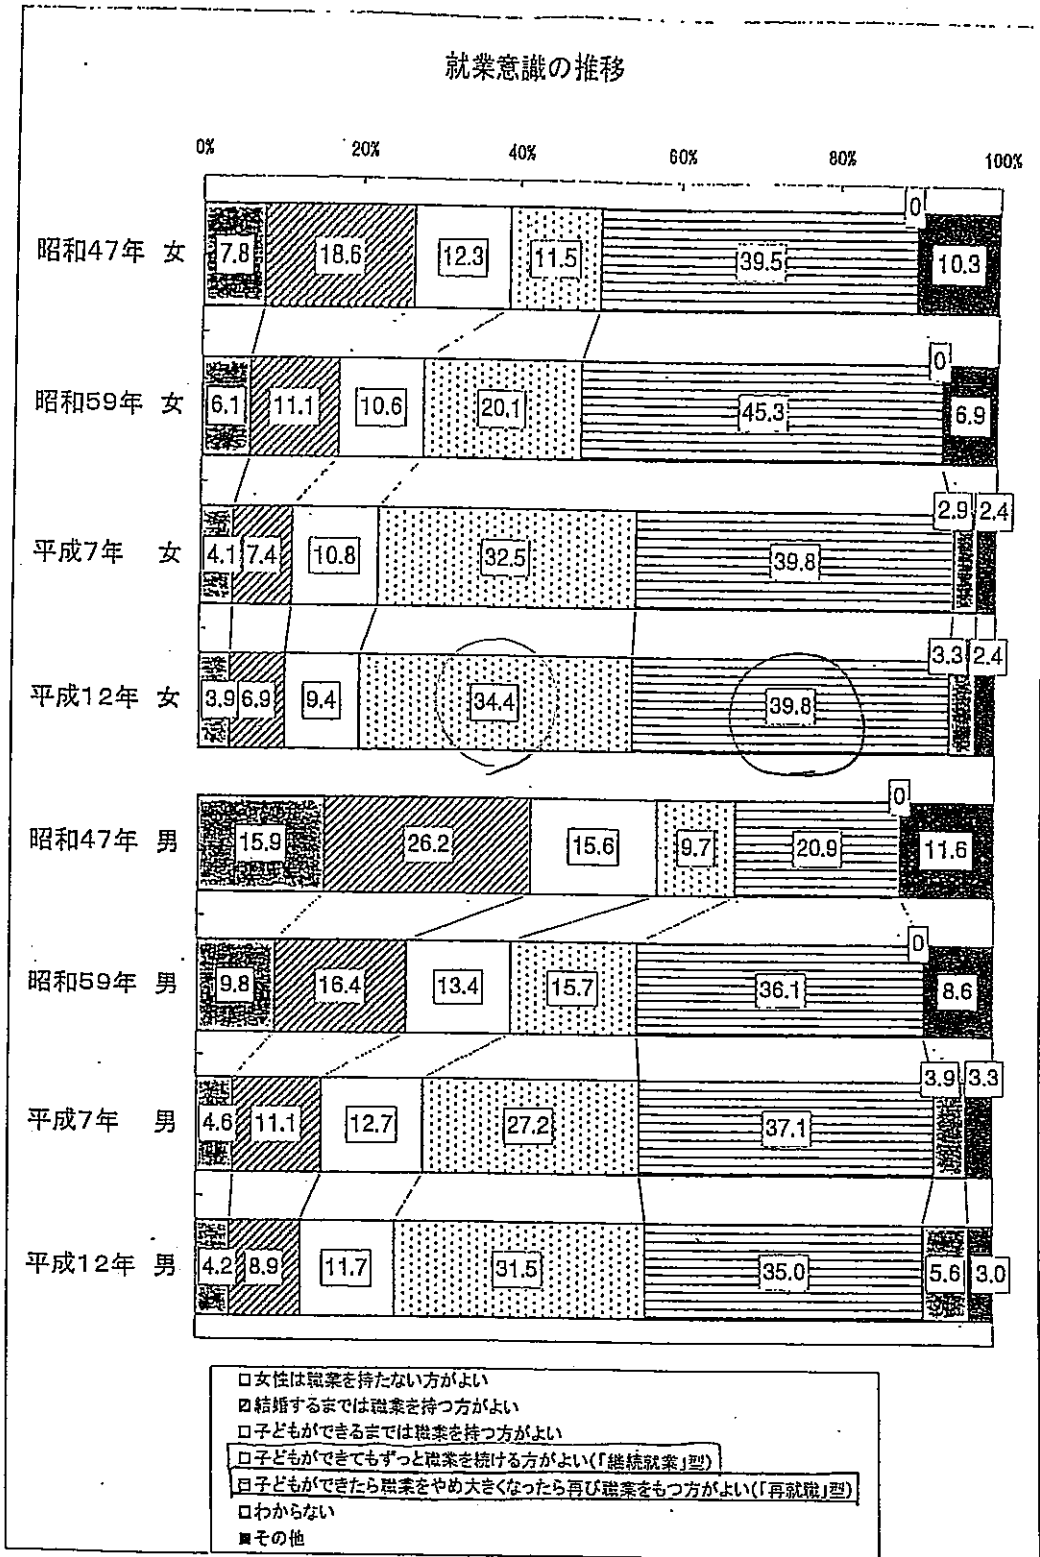 就業意識の推移
0% 20% 40% 60% 80% 100%
0
昭和47年 女 7.8 18.6 12.3 11.5 39.5 10.3
0
昭和59年 女 6.1 11.1 10.6 20.1 45.3 6.9
2.9 2.4
平成7年 女 4.1 7.4 10.8 32.5 39.8
3.3 2.4
平成12年 女 3.9 6.9 9.4 34.4 39.8
0
昭和47年 男 15.9 26.2 15.6 9.7 20.9 11.6
0
昭和59年 男 9.8 16.4 13.4 15.7 36.1 8.6
3.9 3.3
平成7年 男 4.6 11.1 12.7 27.2 37.1
平成12年 男 4.2 8.9 11.7 31.5 35.0 5.6 3.0
女性は職業を持たない方がよい
結婚するまでは職業を持つ方がよい
子どもができるまでは職業を持つ方がよい
子どもができてもずっと職業を続ける方がよい(「継続就業」型)
子どもができたら職業をやめ大きくなったら再び職業をもつ方がよい(「再就職」型)
わからない
その他